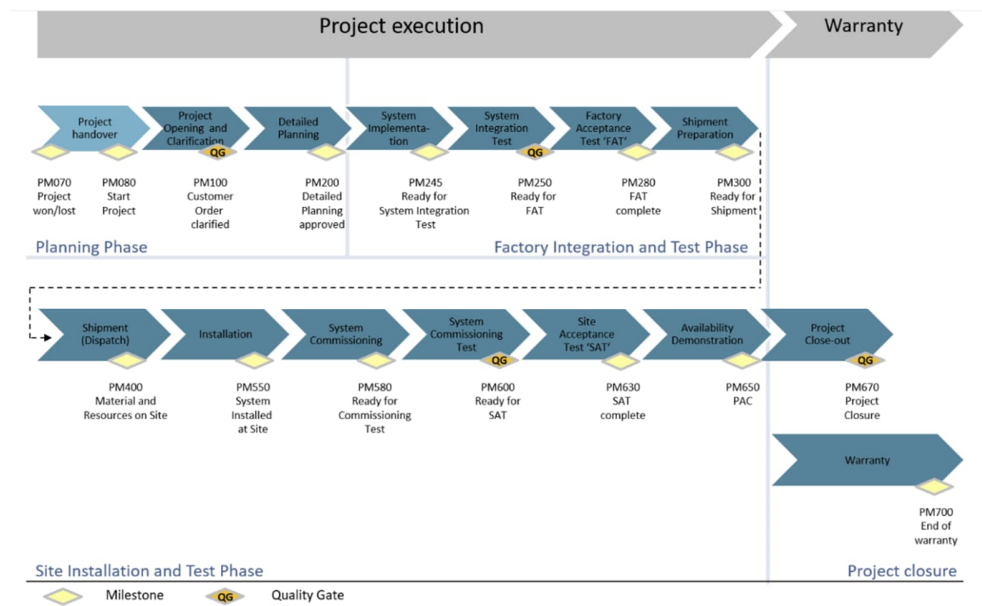 Project execution
Warranty
Project
handover
Project
Opening and
Clarification
QG
Detailed
Planning
System
Implementa-
tion
System
Integration
Test
QG
Factory
Acceptance
Test 'FAT'
Shipment
Preparation
PM070
Project
won/lost
PM080
Start
Project
PM100
Customer
Order
clarified
PM200
Detailed
Planning
approved
PM245
Ready for
System Integration
Test
PM250
Ready for
FAT
PM280
FAT
complete
PM300
Ready for
Shipment
Planning Phase
Factory Integration and Test Phase
Shipment
(Dispatch)
Installation
System
Commissioning
System
Commissioning
Test
QG
Site
Acceptance
Test 'SAT'
Availability
Demonstration
Project
Close-out
QG
PM400
Material and
Resources on Site
PM550
System
Installed
at Site
PM580
Ready for
Commissioning
Test
PM600
Ready for
SAT
PM630
SAT
complete
PM650
PAC
PM670
Project
Closure
Warranty
PM700
End of
warranty
Site Installation and Test Phase
Project closure
Milestone
QG
Quality Gate